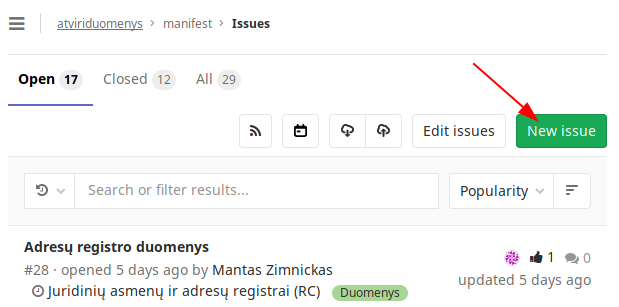 atviriduomenys › manifest › Issues
Open 17 Closed 12 All 29
Edit issues New issue
Search or filter results... Popularity
Adresų registro duomenys
1 0
#28 · opened 5 days ago by Mantas Zimnickas
updated 5 days ago
Juridinių asmenų ir adresų registrai (RC) Duomenys